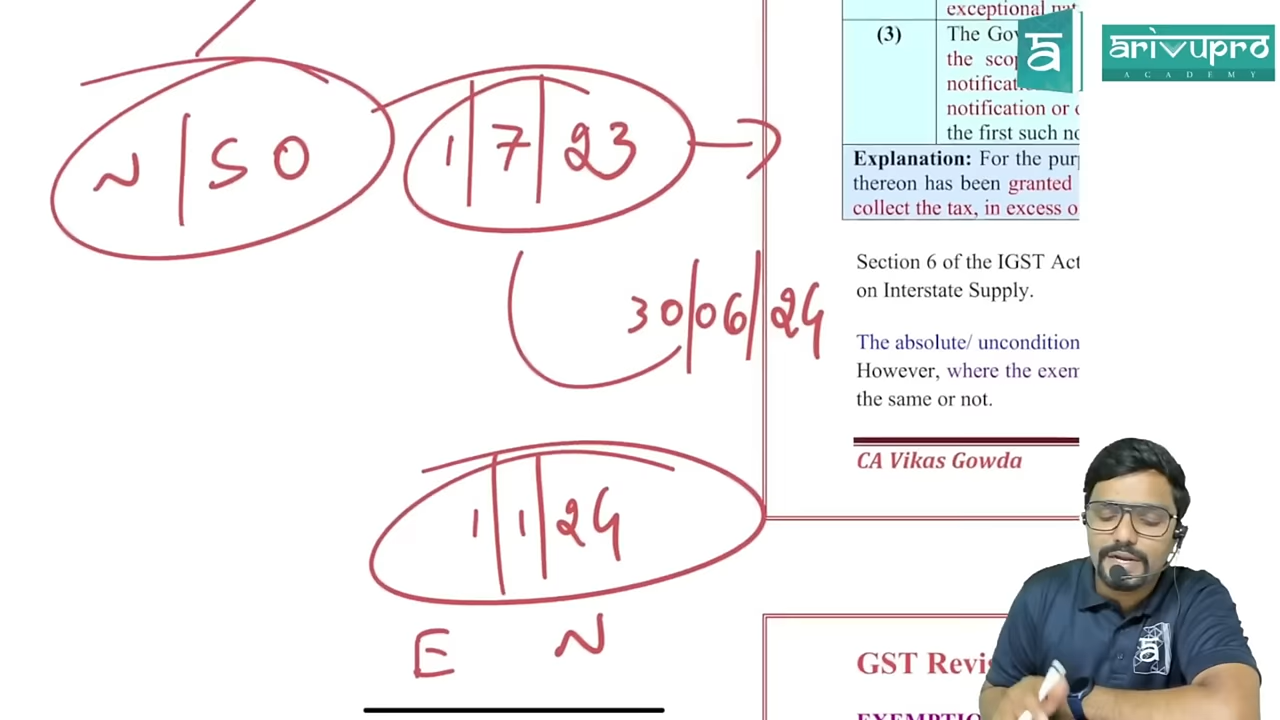 N | 50
1 | 7 | 23
30 | 06 | 24
1 | 1 | 24
E N
exceptional
(3)
The Gov
the scop
notificat
notification or
the first such no
Explanation: For the pur
thereon has been granted
collect the tax, in excess o
Section 6 of the IGST Act
on Interstate Supply.
The absolute/ uncondition
However, where the exem
the same or not.
CA Vikas Gowda
GST Revis
EXEMPTIO
arivupro
ACADEMY